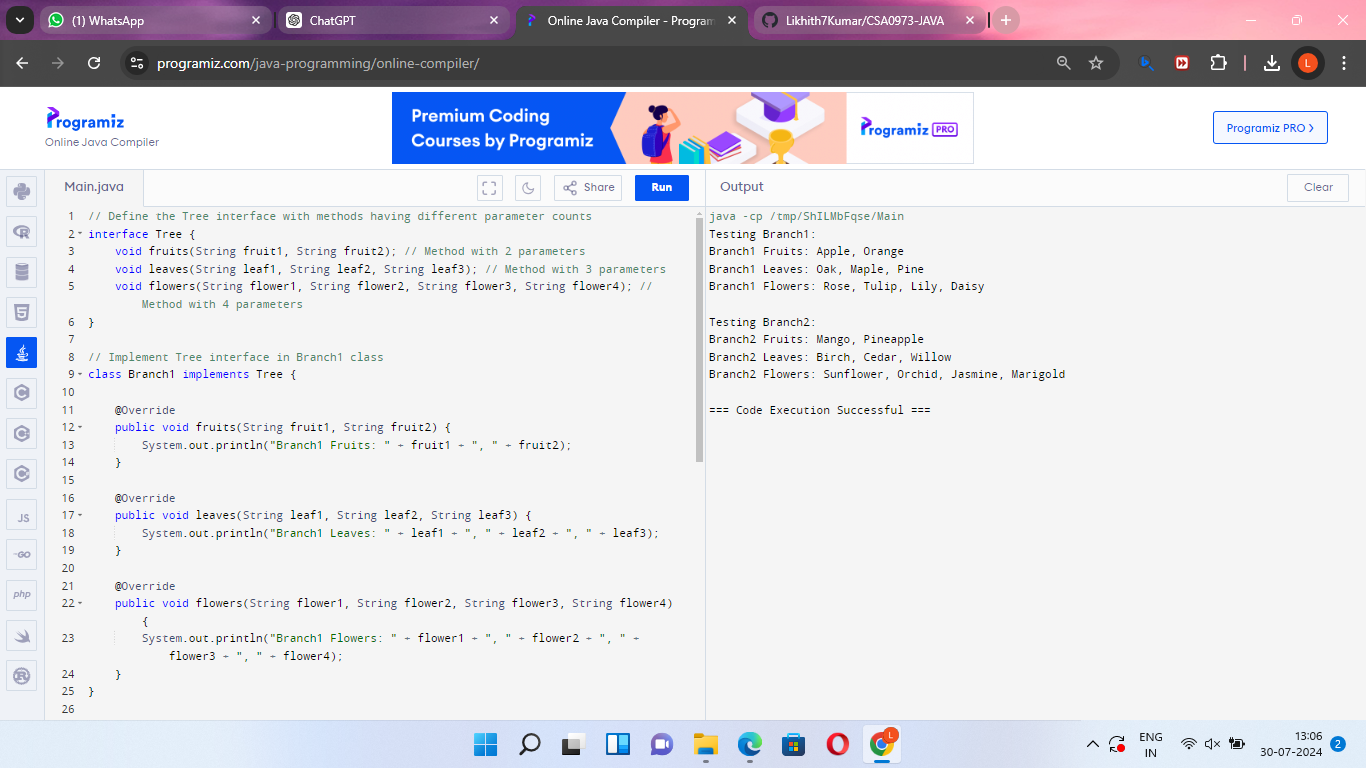 (1) WhatsApp
ChatGPT
Online Java Compiler - Program
Likhith7Kumar/CSA0973-JAVA
programiz.com/java-programming/online-compiler/
L
Programiz
Online Java Compiler
Premium Coding
Courses by Programiz
Programiz PRO
Programiz PRO >
Main.java
Share
Run
Output
Clear
1 // Define the Tree interface with methods having different parameter counts
2 interface Tree {
3 void fruits(String fruit1, String fruit2); // Method with 2 parameters
4 void leaves(String leaf1, String leaf2, String leaf3); // Method with 3 parameters
5 void flowers(String flower1, String flower2, String flower3, String flower4); //
Method with 4 parameters
6 }
7
8 // Implement Tree interface in Branch1 class
9 class Branch1 implements Tree {
10
11 @Override
12 public void fruits(String fruit1, String fruit2) {
13 System.out.println("Branch1 Fruits: " + fruit1 + ", " + fruit2);
14 }
15
16 @Override
17 public void leaves(String leaf1, String leaf2, String leaf3) {
18 System.out.println("Branch1 Leaves: " + leaf1 + ", " + leaf2 + ", " + leaf3);
19 }
20
21 @Override
22 public void flowers(String flower1, String flower2, String flower3, String flower4)
{
23 System.out.println("Branch1 Flowers: " + flower1 + ", " + flower2 + ", " +
flower3 + ", " + flower4);
24 }
25 }
26
java -cp /tmp/ShILMbFqse/Main
Testing Branch1:
Branch1 Fruits: Apple, Orange
Branch1 Leaves: Oak, Maple, Pine
Branch1 Flowers: Rose, Tulip, Lily, Daisy
Testing Branch2:
Branch2 Fruits: Mango, Pineapple
Branch2 Leaves: Birch, Cedar, Willow
Branch2 Flowers: Sunflower, Orchid, Jasmine, Marigold
=== Code Execution Successful ===
JS
GO
php
L
ENG
IN
13:06
30-07-2024
2